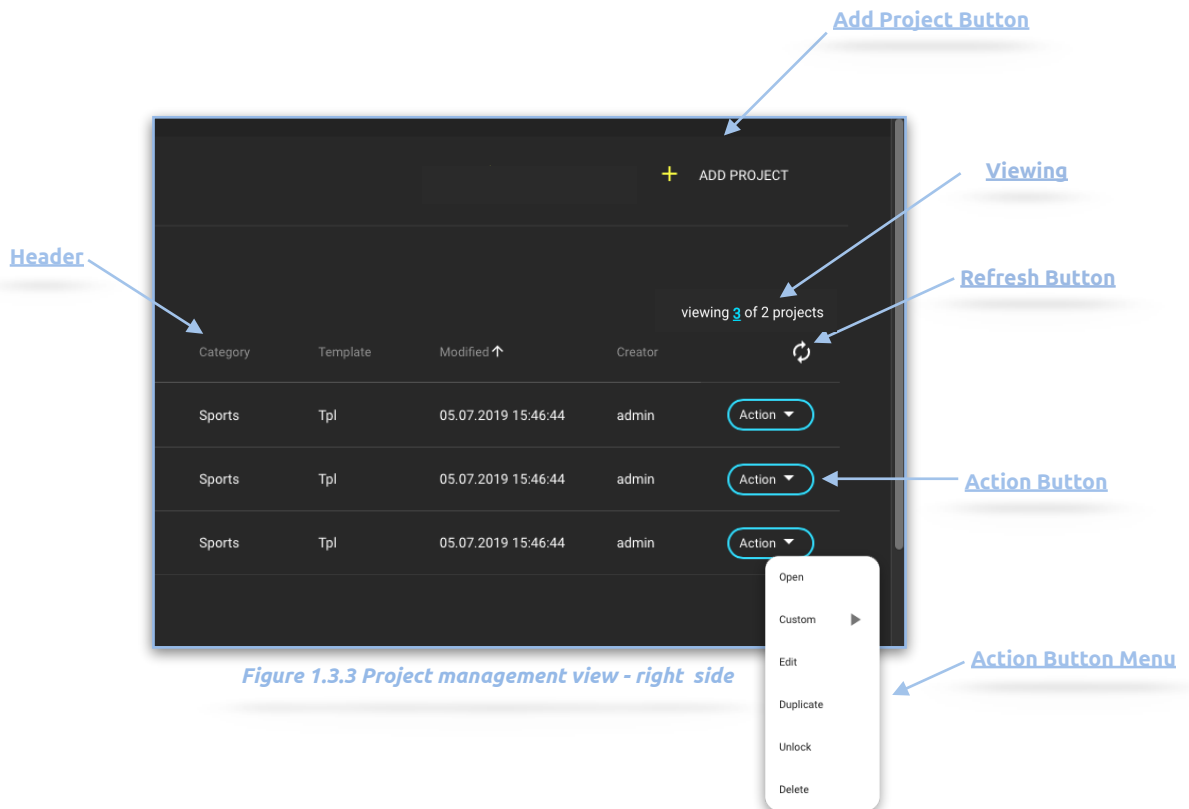 Add Project Button
ADD PROJECT
Viewing
Header
Refresh Button
viewing 3 of 2 projects
Category Template Modified Creator
Sports Tpl 05.07.2019 15:46:44 admin Action
Sports Tpl 05.07.2019 15:46:44 admin Action
Action Button
Sports Tpl 05.07.2019 15:46:44 admin Action
Open
Custom
Edit
Duplicate
Unlock
Delete
Action Button Menu
Figure 1.3.3 Project management view - right side